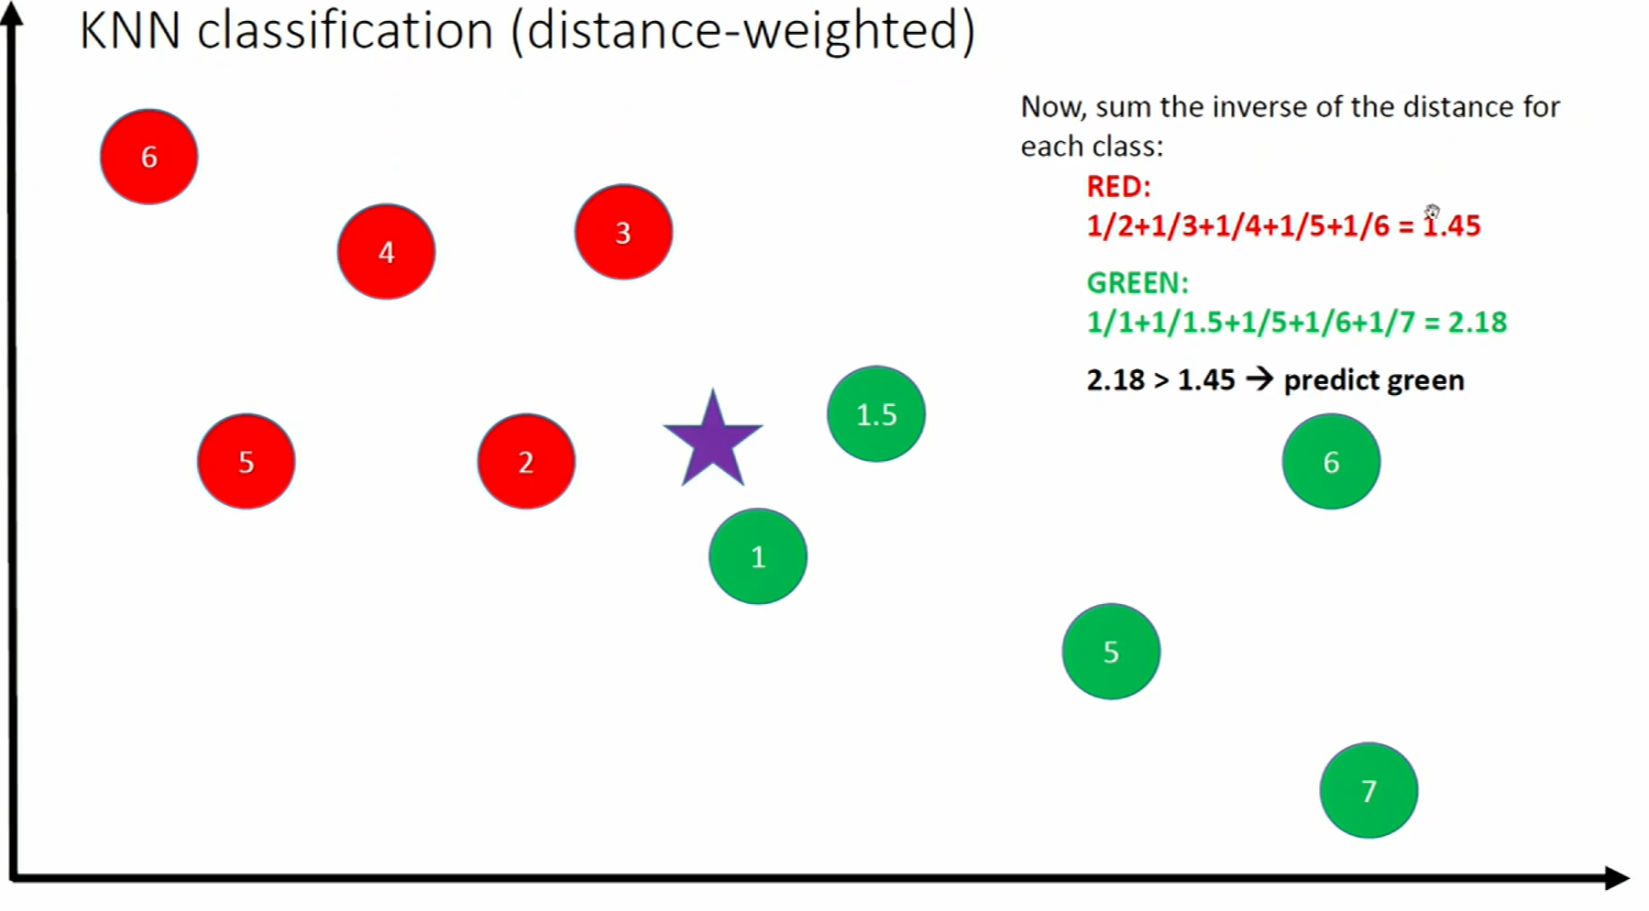 KNN classification (distance-weighted)
Now, sum the inverse of the distance for
each class:
RED:
1/2+1/3+1/4+1/5+1/6 = 1.45
GREEN:
1/1+1/1.5+1/5+1/6+1/7 = 2.18
2.18 > 1.45 → predict green
6
4
3
1.5
5
2
6
1
5
7